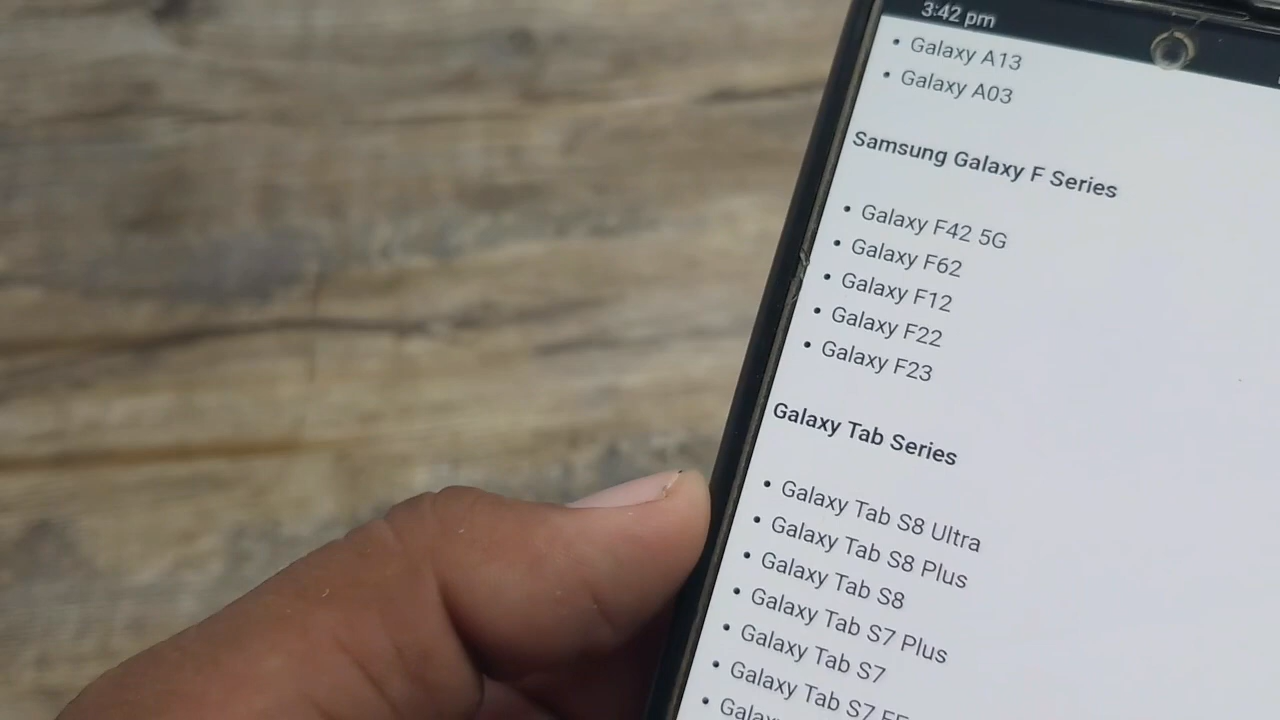 3:42 pm
• Galaxy A13
• Galaxy A03
Samsung Galaxy F Series
• Galaxy F42 5G
• Galaxy F62
• Galaxy F12
• Galaxy F22
• Galaxy F23
Galaxy Tab Series
• Galaxy Tab S8 Ultra
• Galaxy Tab S8 Plus
• Galaxy Tab S8
• Galaxy Tab S7 Plus
• Galaxy Tab S7
• Galaxy Tab S7
• Galaxy